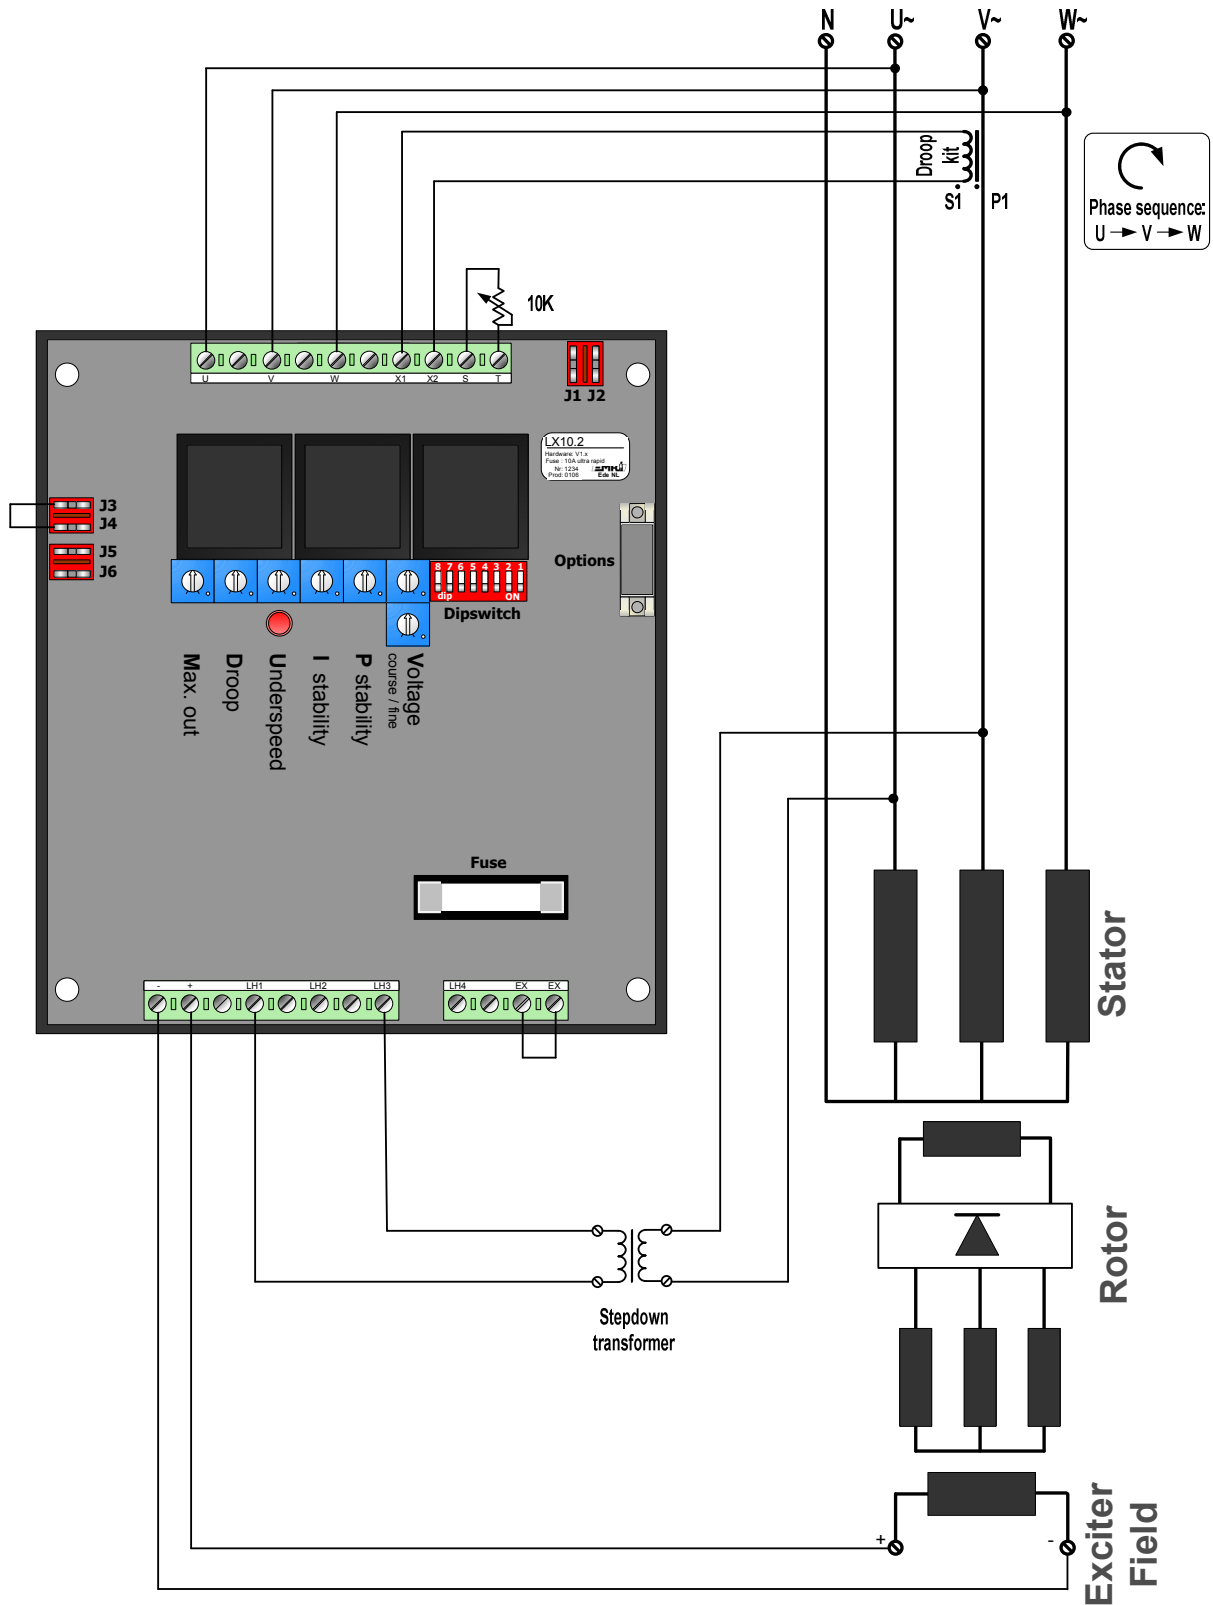 N U~ V~ W~
Droop
kit
S1 P1
Phase sequence:
U V W
10K
U V W X1 X2 S T
J1 J2
LX10.2
Hardware: V1.x
Fuse : 10A ultra rapid
Nr: 1234
Prod: 0106
EMRI
Ede NL
J3
J4
J5
J6
Options
8 7 6 5 4 3 2 1
dip ON
Dipswitch
Max. out
Droop
Underspeed
I stability
P stability
Voltage
course / fine
Fuse
- + LH1 LH2 LH3 LH4 EX EX
Stator
Rotor
Stepdown
transformer
+ -
Exciter
Field